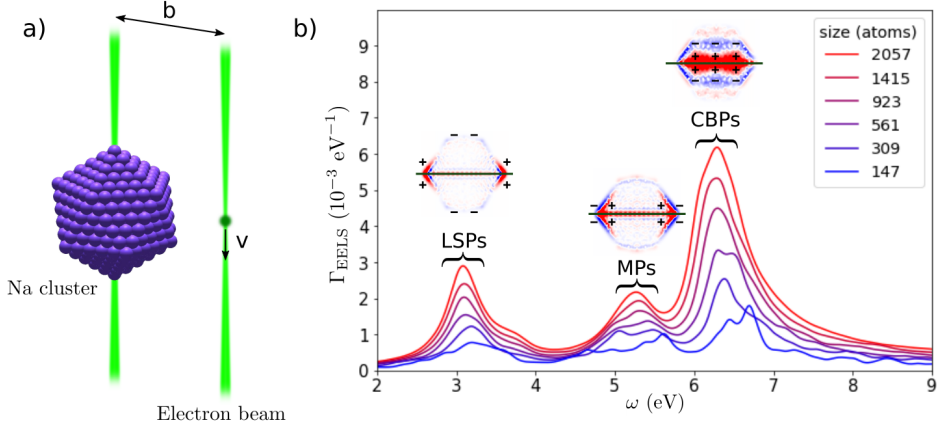 a)
b
v
Na cluster
Electron beam
b)
Γ_EELS (10⁻³ eV⁻¹)
9
8
7
6
5
4
3
2
1
0
2
3
4
5
6
7
8
9
ω (eV)
+ − − +
+ − − +
LSPs
− + + −
− + + −
MPs
− − −
+ + +
+ + +
− − −
CBPs
size (atoms)
2057
1415
923
561
309
147